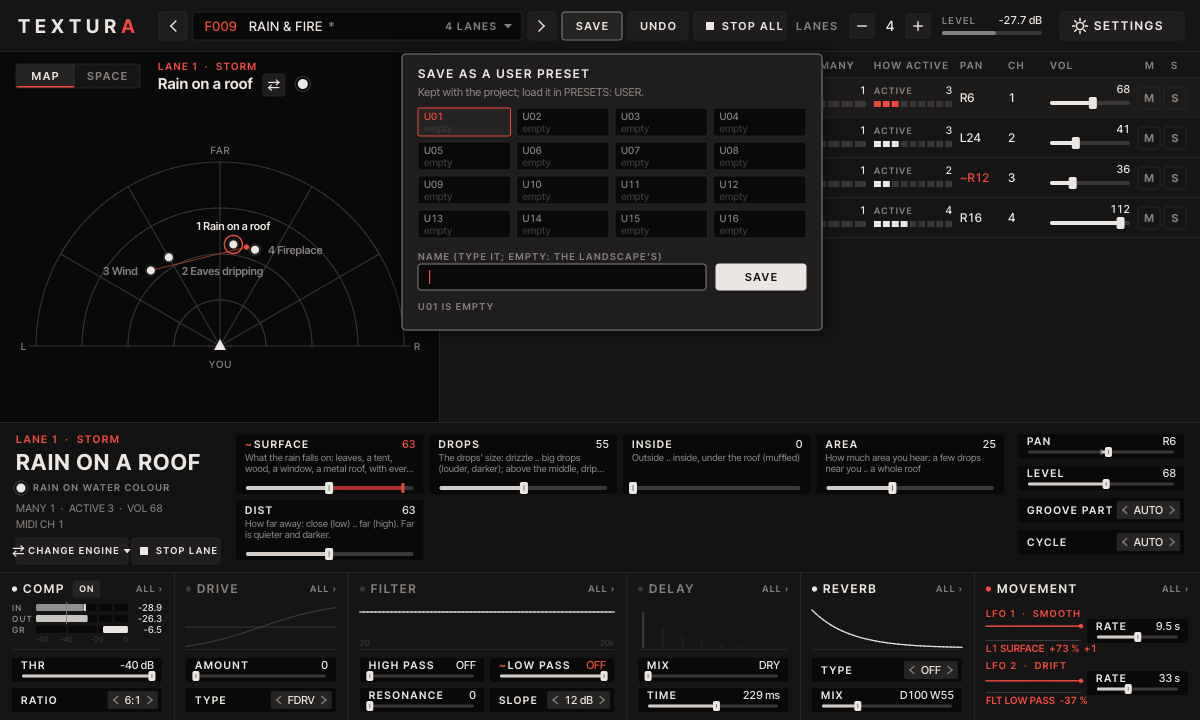 TEXTURA
F009 RAIN & FIRE * 4 LANES
SAVE
UNDO
STOP ALL
LANES
4
LEVEL -27.7 dB
SETTINGS
MAP SPACE
LANE 1 · STORM
Rain on a roof
FAR
1 Rain on a roof
4 Fireplace
3 Wind
2 Eaves dripping
L
R
YOU
SAVE AS A USER PRESET
Kept with the project; load it in PRESETS: USER.
U01 U02 U03 U04
empty empty empty empty
U05 U06 U07 U08
empty empty empty empty
U09 U10 U11 U12
empty empty empty empty
U13 U14 U15 U16
empty empty empty empty
NAME (TYPE IT; EMPTY: THE LANDSCAPE'S)
SAVE
U01 IS EMPTY
MANY HOW ACTIVE PAN CH VOL M S
1 ACTIVE 3 R6 1 68 M S
1 ACTIVE 3 L24 2 41 M S
1 ACTIVE 2 ~R12 3 36 M S
1 ACTIVE 4 R16 4 112 M S
LANE 1 · STORM
RAIN ON A ROOF
RAIN ON WATER COLOUR
MANY 1 · ACTIVE 3 · VOL 68
MIDI CH 1
CHANGE ENGINE
STOP LANE
~SURFACE 63
What the rain falls on: leaves, a tent,
wood, a window, a metal roof, with ever...
DROPS 55
The drops' size: drizzle .. big drops
(louder, darker); above the middle, drip...
INSIDE 0
Outside .. inside, under the roof (muffled)
AREA 25
How much area you hear: a few drops
near you .. a whole roof
DIST 63
How far away: close (low) .. far (high). Far
is quieter and darker.
PAN R6
LEVEL 68
GROOVE PART < AUTO >
CYCLE < AUTO >
COMP ON ALL ›
IN -28.9
OUT -26.3
GR -6.5
-60 -40 -20 0
THR -40 dB
RATIO < 6:1 >
DRIVE ALL ›
AMOUNT 0
TYPE < FDRV >
FILTER ALL ›
20 20k
HIGH PASS OFF
~LOW PASS OFF
RESONANCE 0
SLOPE < 12 dB >
DELAY ALL ›
MIX DRY
TIME 229 ms
REVERB ALL ›
TYPE < OFF >
MIX D100 W55
MOVEMENT ALL ›
LFO 1 · SMOOTH
RATE 9.5 s
L1 SURFACE +73 % +1
LFO 2 · DRIFT
RATE 33 s
FLT LOW PASS -37 %